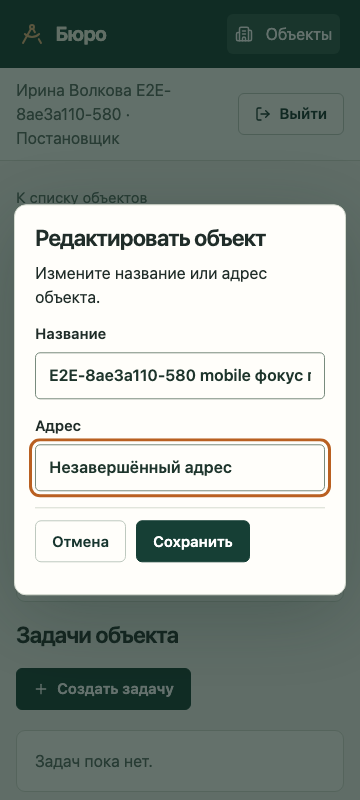 Бюро
Объекты
Ирина Волкова E2E-
8ae3a110-580 ·
Постановщик
Выйти
К списку объектов
Редактировать объект
Измените название или адрес
объекта.
Название
E2E-8ae3a110-580 mobile фокус
Адрес
Незавершённый адрес
Отмена
Сохранить
Задачи объекта
Создать задачу
Задач пока нет.